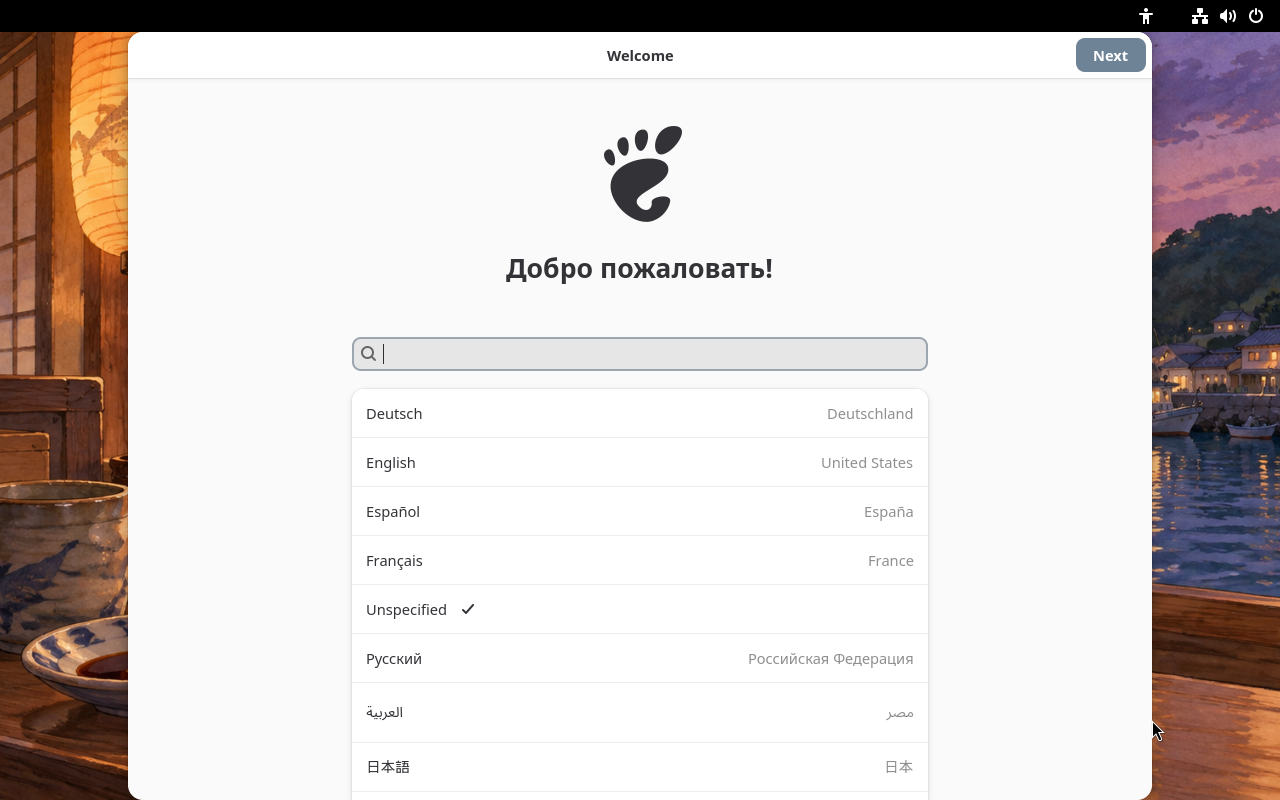 Welcome
Next
Добро пожаловать!
Deutsch Deutschland
English United States
Español España
Français France
Unspecified
Русский Российская Федерация
العربية مصر
日本語 日本